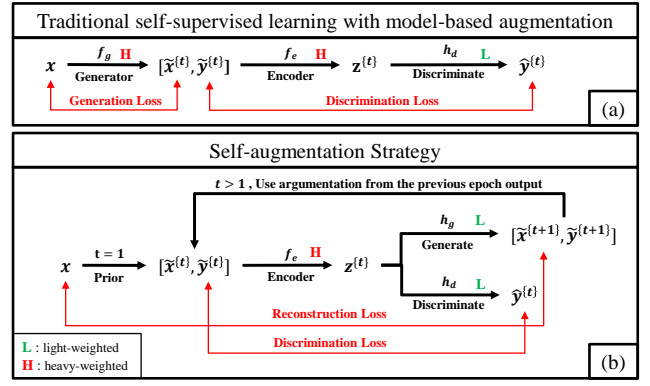 Traditional self-supervised learning with model-based augmentation
x f_g H Generator [x̃^{t}, ỹ^{t}] f_e H Encoder z^{t} h_d L Discriminate ŷ^{t}
Generation Loss Discrimination Loss
(a)
Self-augmentation Strategy
t > 1 , Use argumentation from the previous epoch output
h_g L Generate [x̃^{t+1}, ỹ^{t+1}]
x t = 1 Prior [x̃^{t}, ỹ^{t}] f_e H Encoder z^{t}
h_d L Discriminate ŷ^{t}
Reconstruction Loss
Discrimination Loss
L : light-weighted
H : heavy-weighted
(b)